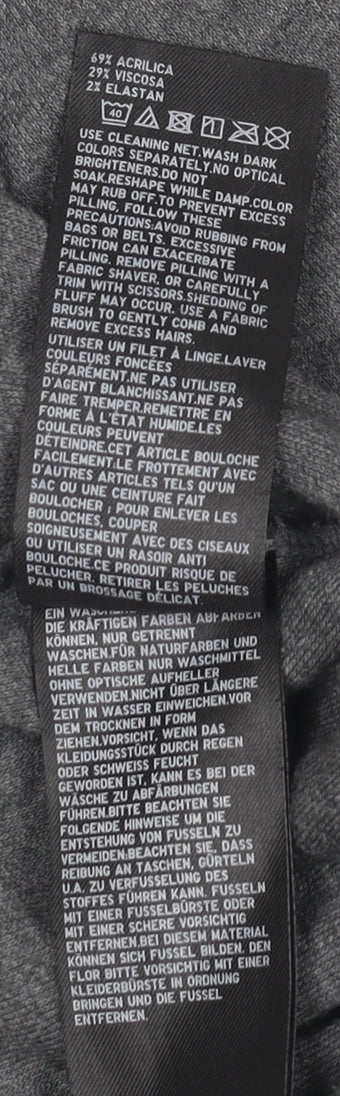 69% ACRILICA
29% VISCOSA
2% ELASTAN
40
USE CLEANING NET.WASH DARK
COLORS SEPARATELY.NO OPTICAL
BRIGHTENERS.DO NOT
SOAK.RESHAPE WHILE DAMP.COLOR
MAY RUB OFF.TO PREVENT EXCESS
PILLING, FOLLOW THESE
PRECAUTIONS:AVOID RUBBING FROM
BAGS OR BELTS. EXCESSIVE
FRICTION CAN EXACERBATE
PILLING. REMOVE PILLING WITH A
FABRIC SHAVER, OR CAREFULLY
TRIM WITH SCISSORS.SHEDDING OF
FLUFF MAY OCCUR. USE A FABRIC
BRUSH TO GENTLY COMB AND
REMOVE EXCESS HAIRS.
UTILISER UN FILET À LINGE.LAVER
COULEURS FONCÉES
SÉPARÉMENT.NE PAS UTILISER
D'AGENT BLANCHISSANT.NE PAS
FAIRE TREMPER.REMETTRE EN
FORME À L'ÉTAT HUMIDE.LES
COULEURS PEUVENT
DÉTEINDRE.CET ARTICLE BOULOCHE
FACILEMENT.LE FROTTEMENT AVEC
D'AUTRES ARTICLES TELS QU'UN
SAC OU UNE CEINTURE FAIT
BOULOCHER ; POUR ENLEVER LES
BOULOCHES, COUPER
SOIGNEUSEMENT AVEC DES CISEAUX
OU UTILISER UN RASOIR ANTI
BOULOCHE.CE PRODUIT RISQUE DE
PELUCHER. RETIRER LES PELUCHES
PAR UN BROSSAGE DÉLICAT.
EIN
DIE KRÄFTIGEN FARBEN ABFÄRBEN
KÖNNEN, NUR GETRENNT
WASCHEN.FÜR NATURFARBEN UND
HELLE FARBEN NUR WASCHMITTEL
OHNE OPTISCHE AUFHELLER
VERWENDEN.NICHT ÜBER LÄNGERE
ZEIT IN WASSER EINWEICHEN.VOR
DEM TROCKNEN IN FORM
ZIEHEN.VORSICHT, WENN DAS
KLEIDUNGSSTÜCK DURCH REGEN
ODER SCHWEISS FEUCHT
GEWORDEN IST, KANN ES BEI DER
WÄSCHE ZU ABFÄRBUNGEN
FÜHREN.BITTE BEACHTEN SIE
FOLGENDE HINWEISE UM DIE
ENTSTEHUNG VON FUSSELN ZU
VERMEIDEN:BEACHTEN SIE, DASS
REIBUNG AN TASCHEN, GÜRTELN
U.A. ZU VERFUSSELUNG DES
STOFFES FÜHREN KANN. FUSSELN
MIT EINER FUSSELBÜRSTE ODER
MIT EINER SCHERE VORSICHTIG
ENTFERNEN.BEI DIESEM MATERIAL
KÖNNEN SICH FUSSEL BILDEN. DEN
FLOR BITTE VORSICHTIG MIT EINER
KLEIDERBÜRSTE IN ORDNUNG
BRINGEN UND DIE FUSSEL
ENTFERNEN.